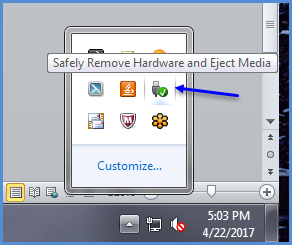 Safely Remove Hardware and Eject Media
Customize...
5:03 PM
4/22/2017